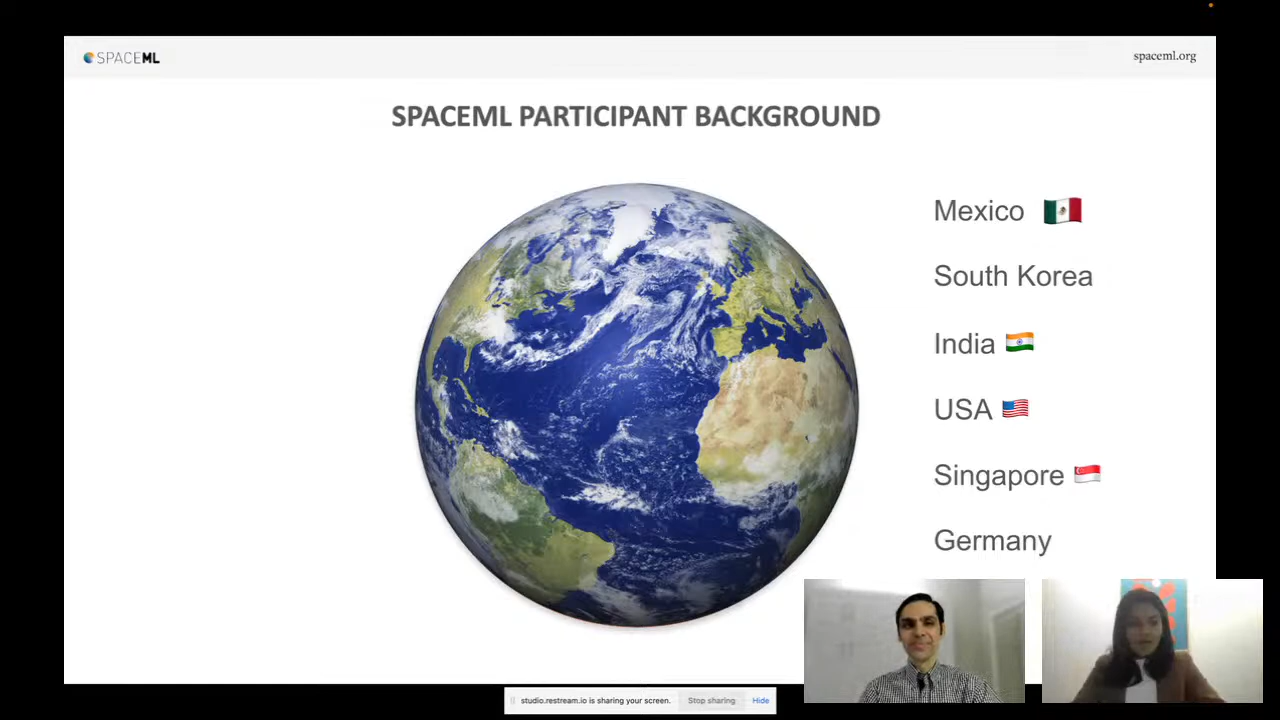 SPACEML
spaceml.org
SPACEML PARTICIPANT BACKGROUND
Mexico
South Korea
India
USA
Singapore
Germany
studio.restream.io is sharing your screen.
Stop sharing
Hide